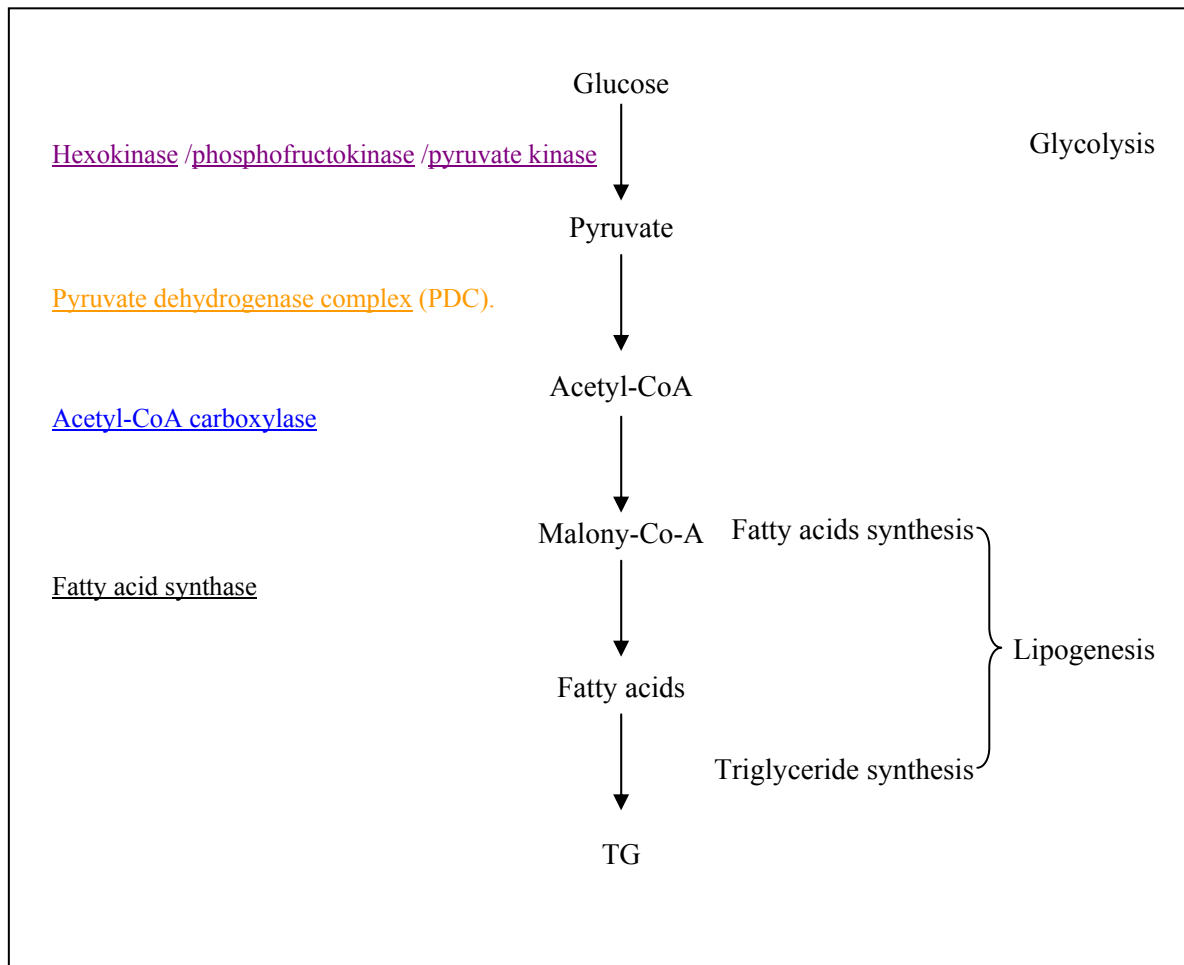 Glucose
Hexokinase /phosphofructokinase /pyruvate kinase
Glycolysis
Pyruvate
Pyruvate dehydrogenase complex (PDC).
Acetyl-CoA
Acetyl-CoA carboxylase
Malony-Co-A
Fatty acids synthesis
Fatty acid synthase
Lipogenesis
Fatty acids
Triglyceride synthesis
TG